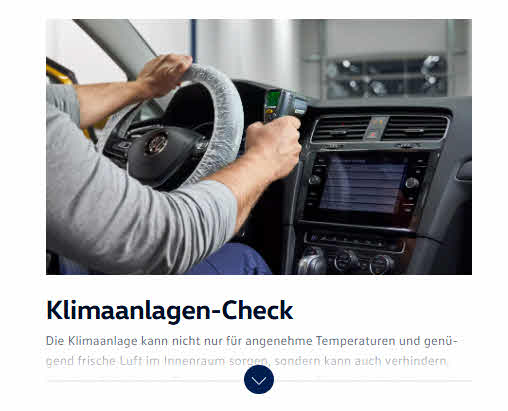 Klimaanlagen-Check
Die Klimaanlage kann nicht nur für angenehme Temperaturen und genü-
gend frische Luft im Innenraum sorgen, sondern kann auch verhindern,